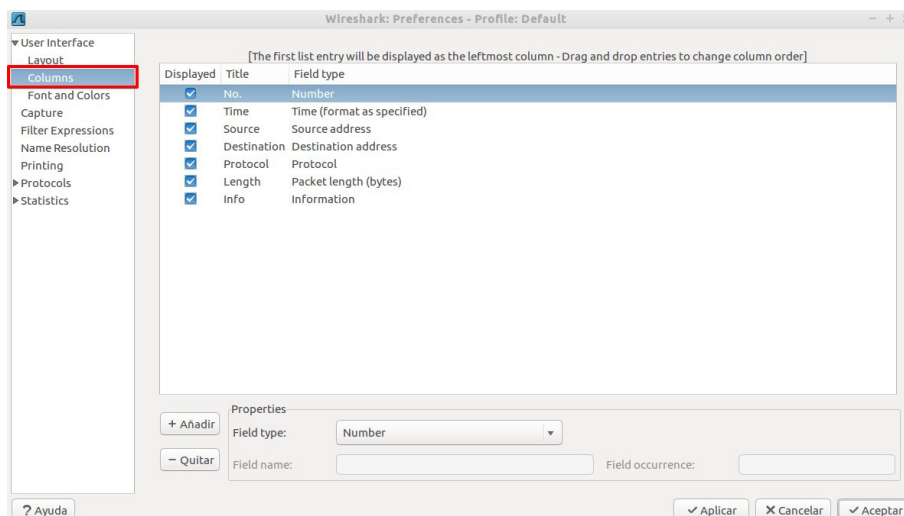 Wireshark: Preferences - Profile: Default
User Interface
Layout
Columns
Font and Colors
Capture
Filter Expressions
Name Resolution
Printing
Protocols
Statistics
[The first list entry will be displayed as the leftmost column - Drag and drop entries to change column order]
Displayed Title Field type
No. Number
Time Time (format as specified)
Source Source address
Destination Destination address
Protocol Protocol
Length Packet length (bytes)
Info Information
+ Añadir
− Quitar
Properties
Field type: Number
Field name: Field occurrence:
? Ayuda
Aplicar
Cancelar
Aceptar